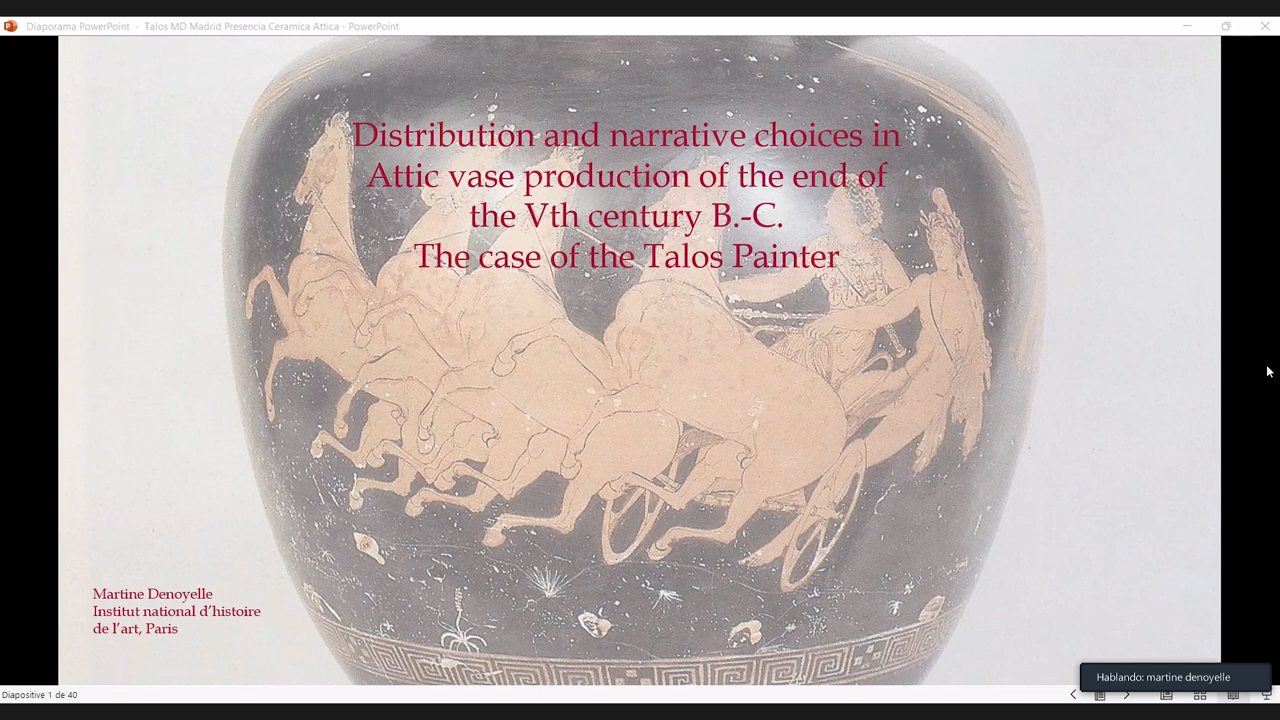 Diaporama PowerPoint - Talos MD Madrid Presencia Ceramica Attica - PowerPoint
Distribution and narrative choices in
Attic vase production of the end of
the Vth century B.-C.
The case of the Talos Painter
Martine Denoyelle
Institut national d’histoire
de l’art, Paris
Hablando: martine denoyelle
Diapositive 1 de 40